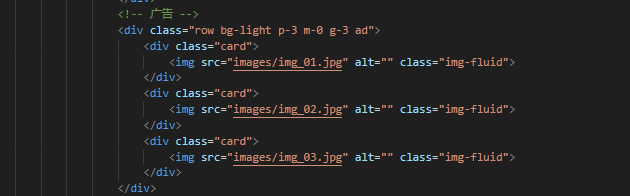 </div>
<!-- 广告 -->
<div class="row bg-light p-3 m-0 g-3 ad">
<div class="card">
<img src="images/img_01.jpg" alt="" class="img-fluid">
</div>
<div class="card">
<img src="images/img_02.jpg" alt="" class="img-fluid">
</div>
<div class="card">
<img src="images/img_03.jpg" alt="" class="img-fluid">
</div>
</div>